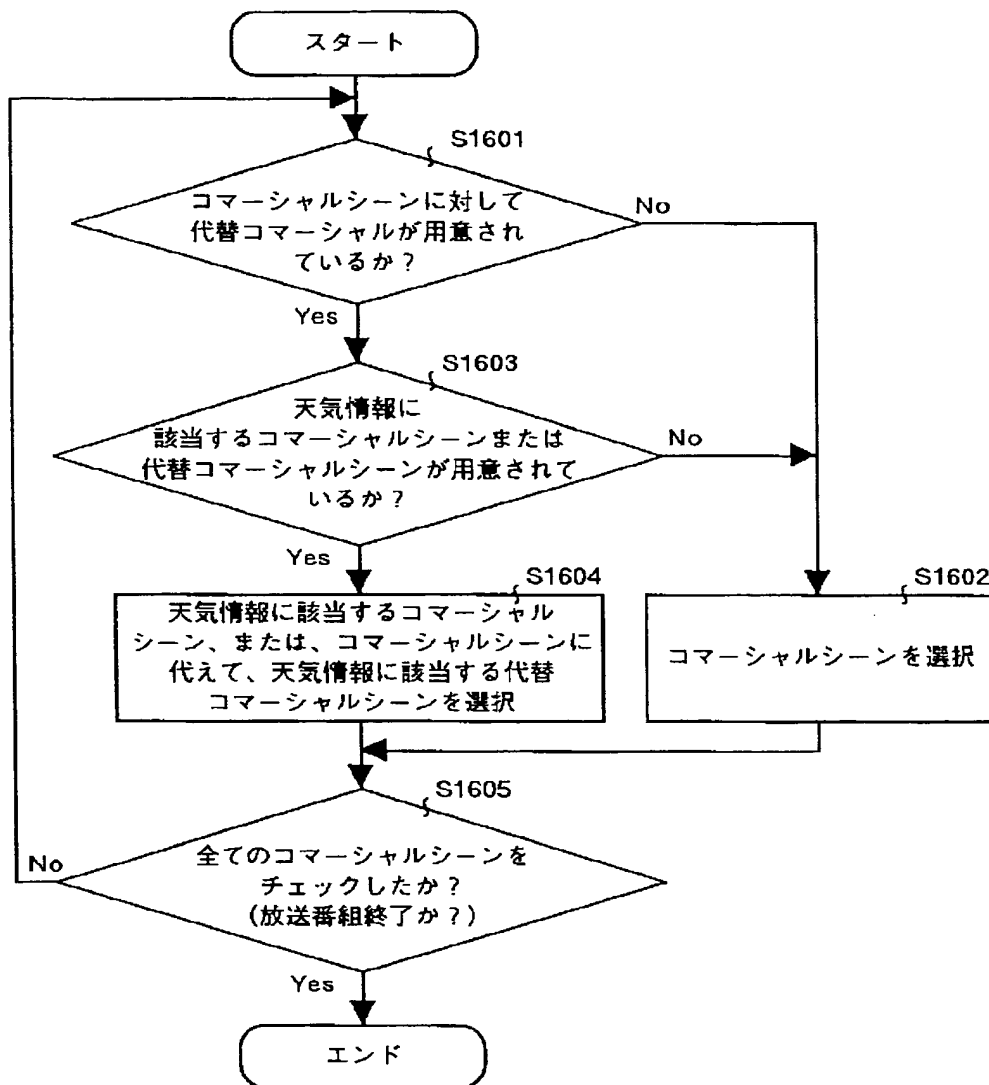 スタート
S1601
コマーシャルシーンに対して
代替コマーシャルが用意され
ているか？
No
Yes
S1603
天気情報に
該当するコマーシャルシーンまたは
代替コマーシャルシーンが用意されて
いるか？
No
Yes
S1604
天気情報に該当するコマーシャル
シーン、または、コマーシャルシーンに
代えて、天気情報に該当する代替
コマーシャルシーンを選択
S1602
コマーシャルシーンを選択
S1605
全てのコマーシャルシーンを
チェックしたか？
(放送番組終了か？)
No
Yes
エンド